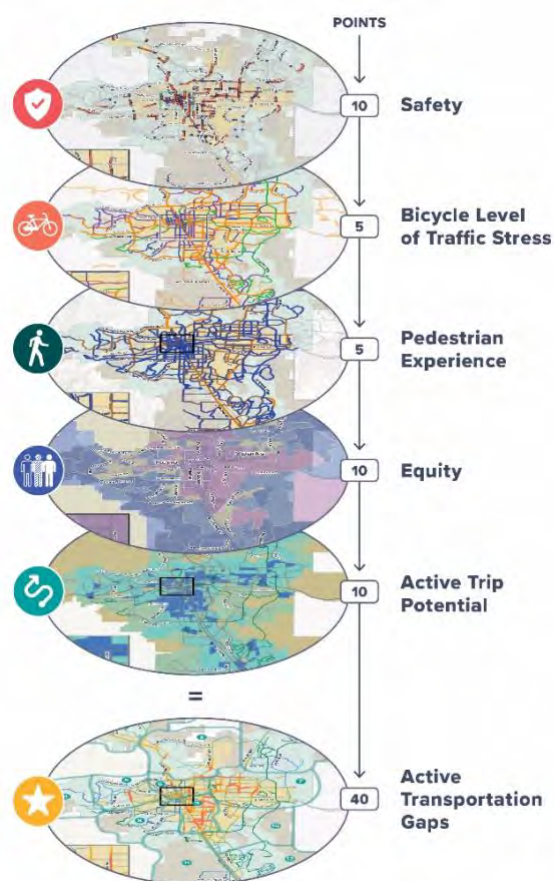 POINTS
10
Safety
5
Bicycle Level
of Traffic Stress
5
Pedestrian
Experience
10
Equity
10
Active Trip
Potential
=
40
Active
Transportation
Gaps